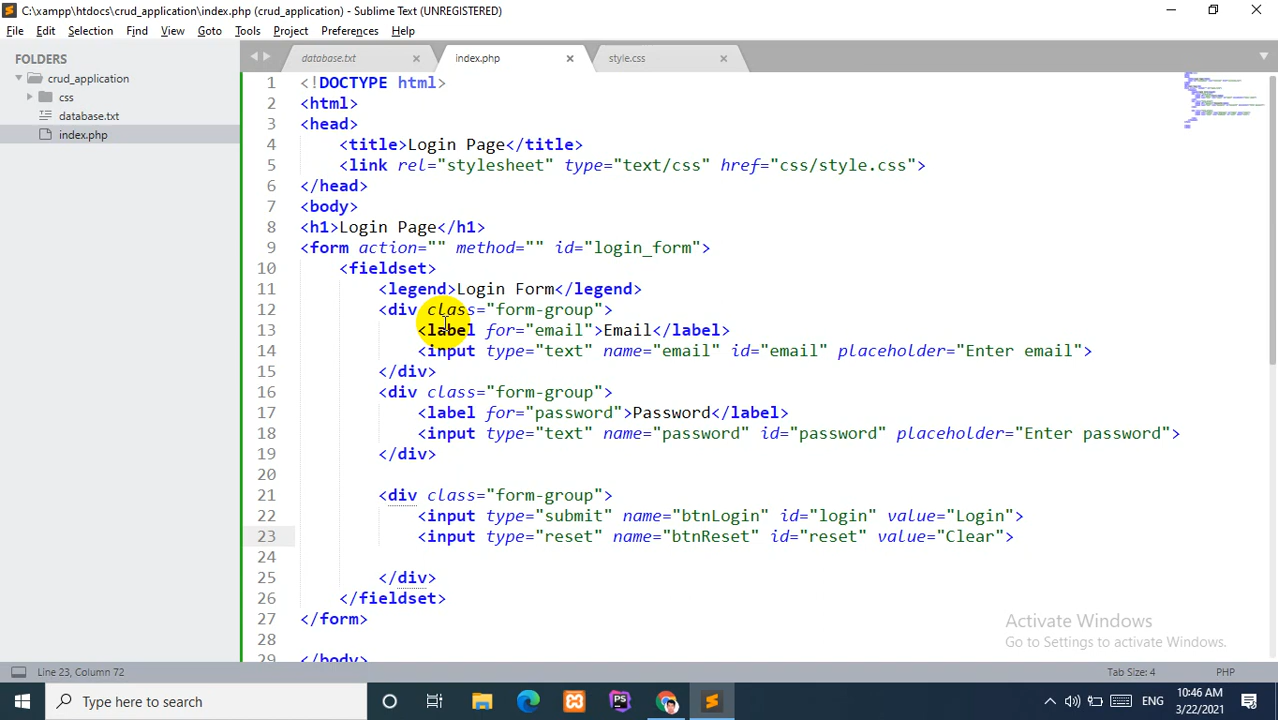 C:\xampp\htdocs\crud_application\index.php (crud_application) - Sublime Text (UNREGISTERED)
File Edit Selection Find View Goto Tools Project Preferences Help
FOLDERS
crud_application
css
database.txt
index.php
database.txt index.php style.css
1 <!DOCTYPE html>
2 <html>
3 <head>
4 <title>Login Page</title>
5 <link rel="stylesheet" type="text/css" href="css/style.css">
6 </head>
7 <body>
8 <h1>Login Page</h1>
9 <form action="" method="" id="login_form">
10 <fieldset>
11 <legend>Login Form</legend>
12 <div class="form-group">
13 <label for="email">Email</label>
14 <input type="text" name="email" id="email" placeholder="Enter email">
15 </div>
16 <div class="form-group">
17 <label for="password">Password</label>
18 <input type="text" name="password" id="password" placeholder="Enter password">
19 </div>
20
21 <div class="form-group">
22 <input type="submit" name="btnLogin" id="login" value="Login">
23 <input type="reset" name="btnReset" id="reset" value="Clear">
24
25 </div>
26 </fieldset>
27 </form>
28
29 </body>
Activate Windows
Go to Settings to activate Windows.
Line 23, Column 72 Tab Size: 4 PHP
Type here to search
PS
ENG
10:46 AM
3/22/2021